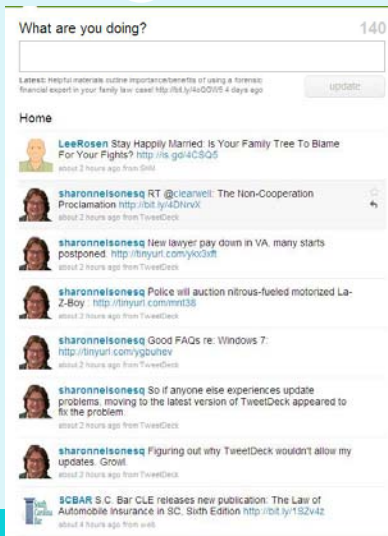 What are you doing?
140
Latest: Helpful materials outline importance/benefits of using a forensic
financial expert in your family law case! http://bit.ly/4oGOW5 4 days ago
update
Home
LeeRosen Stay Happily Married: Is Your Family Tree To Blame
For Your Fights? http://is.gd/4CSQ5
about 2 hours ago from SHM
sharonnelsonesq RT @clearwell: The Non-Cooperation
Proclamation http://bit.ly/4DNrvX
about 2 hours ago from TweetDeck
sharonnelsonesq New lawyer pay down in VA, many starts
postponed. http://tinyurl.com/ykx3xft
about 2 hours ago from TweetDeck
sharonnelsonesq Police will auction nitrous-fueled motorized La-
Z-Boy : http://tinyurl.com/mnt38
about 2 hours ago from TweetDeck
sharonnelsonesq Good FAQs re: Windows 7:
http://tinyurl.com/ygbuhev
about 2 hours ago from TweetDeck
sharonnelsonesq So if anyone else experiences update
problems, moving to the latest version of TweetDeck appeared to
fix the problem.
about 2 hours ago from TweetDeck
sharonnelsonesq Figuring out why TweetDeck wouldn't allow my
updates. Growl.
about 2 hours ago from TweetDeck
South
Carolina
Bar
SCBAR S.C. Bar CLE releases new publication: The Law of
Automobile Insurance in SC, Sixth Edition http://bit.ly/1SZv4z
about 4 hours ago from web